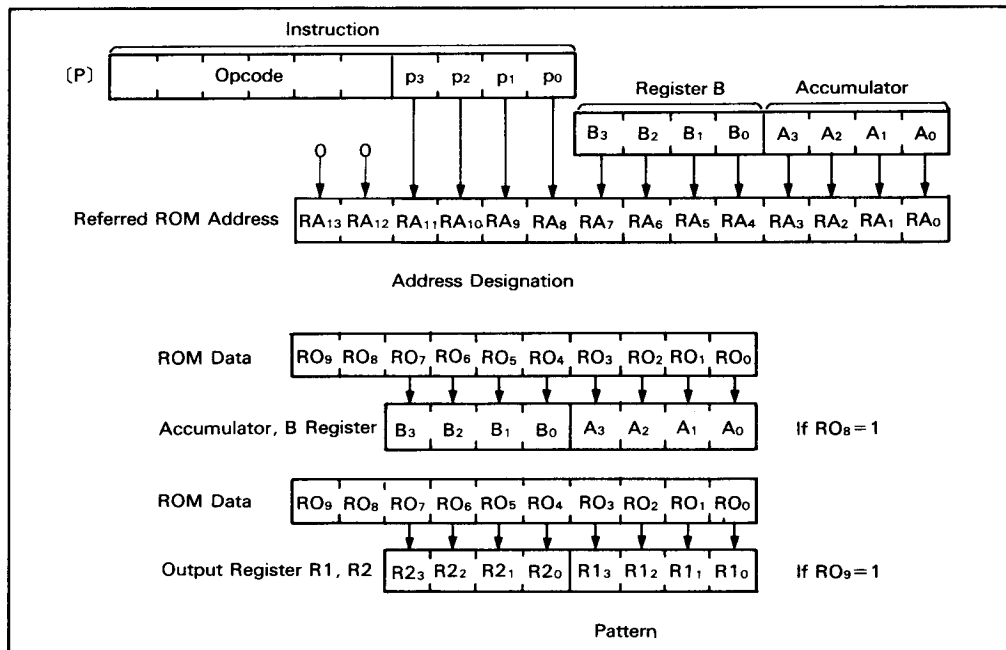 Instruction
[P] Opcode p3 p2 p1 p0
Register B Accumulator
B3 B2 B1 B0 A3 A2 A1 A0
0 0
Referred ROM Address RA13 RA12 RA11 RA10 RA9 RA8 RA7 RA6 RA5 RA4 RA3 RA2 RA1 RA0
Address Designation
ROM Data RO9 RO8 RO7 RO6 RO5 RO4 RO3 RO2 RO1 RO0
Accumulator, B Register B3 B2 B1 B0 A3 A2 A1 A0 If RO8=1
ROM Data RO9 RO8 RO7 RO6 RO5 RO4 RO3 RO2 RO1 RO0
Output Register R1, R2 R23 R22 R21 R20 R13 R12 R11 R10 If RO9=1
Pattern